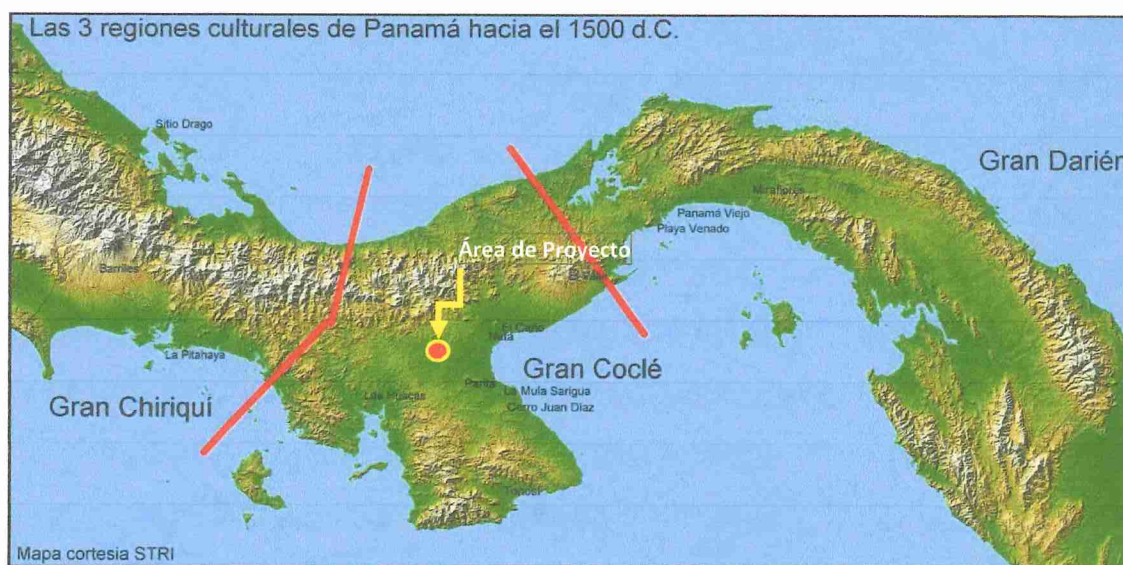 Las 3 regiones culturales de Panamá hacia el 1500 d.C.
Sitio Drago
Gran Darién
Miraflores
Panamá Viejo
Playa Venado
Área de Proyecto
Barriles
El Caño
Natá
La Pitahaya
Gran Coclé
Parita
La Mula Sarigua
Gran Chiriquí
Las Huacas
Cerro Juan Díaz
Mapa cortesia STRI